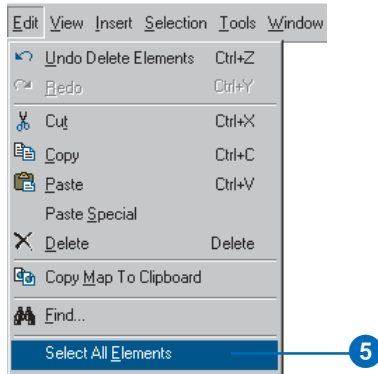 Edit View Insert Selection Tools Window
Undo Delete Elements Ctrl+Z
Redo Ctrl+Y
Cut Ctrl+X
Copy Ctrl+C
Paste Ctrl+V
Paste Special
Delete Delete
Copy Map To Clipboard
Find...
Select All Elements 5